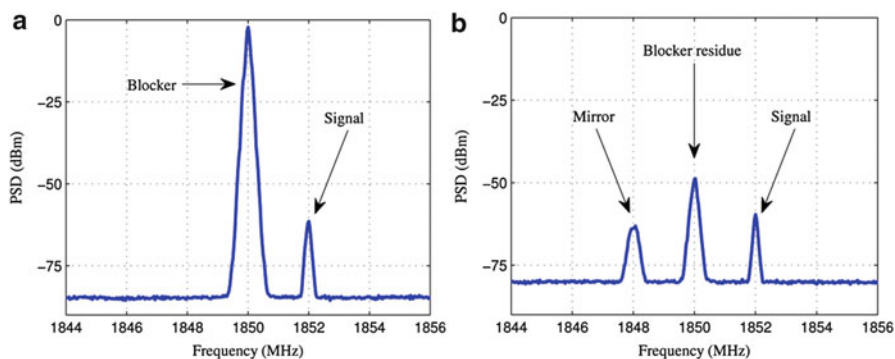 a
PSD (dBm)
0
−25
−50
−75
Blocker
Signal
1844
1846
1848
1850
1852
1854
1856
Frequency (MHz)
b
PSD (dBm)
0
−25
−50
−75
Blocker residue
Mirror
Signal
1844
1846
1848
1850
1852
1854
1856
Frequency (MHz)